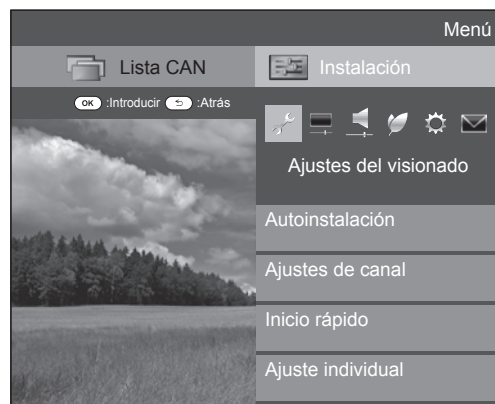 Menú
Lista CAN
Instalación
OK :Introducir :Atrás
Ajustes del visionado
Autoinstalación
Ajustes de canal
Inicio rápido
Ajuste individual